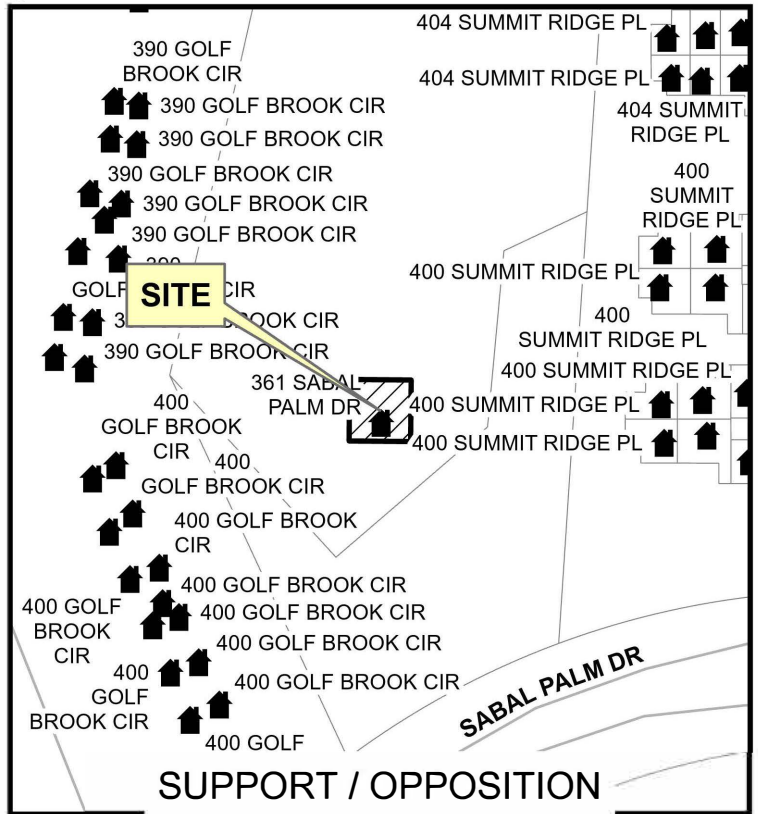 404 SUMMIT RIDGE PL
390 GOLF
BROOK CIR
404 SUMMIT RIDGE PL
390 GOLF BROOK CIR
404 SUMMIT
RIDGE PL
390 GOLF BROOK CIR
390 GOLF BROOK CIR
400
SUMMIT
RIDGE PL
390 GOLF BROOK CIR
390 GOLF BROOK CIR
400 SUMMIT RIDGE PL
SITE
400
SUMMIT RIDGE PL
390 GOLF BROOK CIR
400 SUMMIT RIDGE PL
361 SABAL
PALM DR
400 SUMMIT RIDGE PL
400
GOLF BROOK
CIR
400 SUMMIT RIDGE PL
400
GOLF BROOK CIR
400 GOLF BROOK
CIR
400 GOLF BROOK CIR
400 GOLF
BROOK
CIR
400 GOLF BROOK CIR
400 GOLF BROOK CIR
400
GOLF
BROOK CIR
400 GOLF BROOK CIR
SABAL PALM DR
400 GOLF
SUPPORT / OPPOSITION